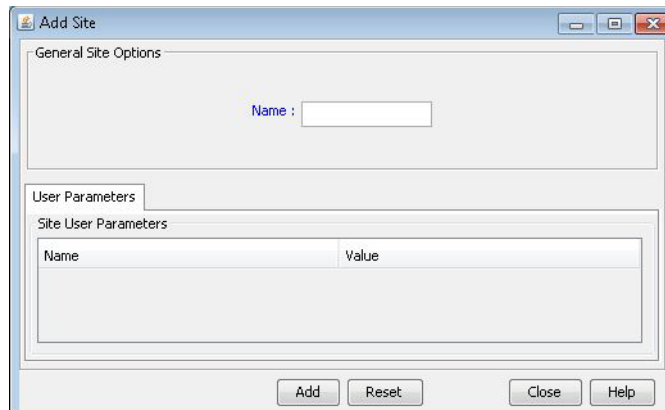 Add Site
General Site Options
Name :
User Parameters
Site User Parameters
Name Value
Add Reset Close Help